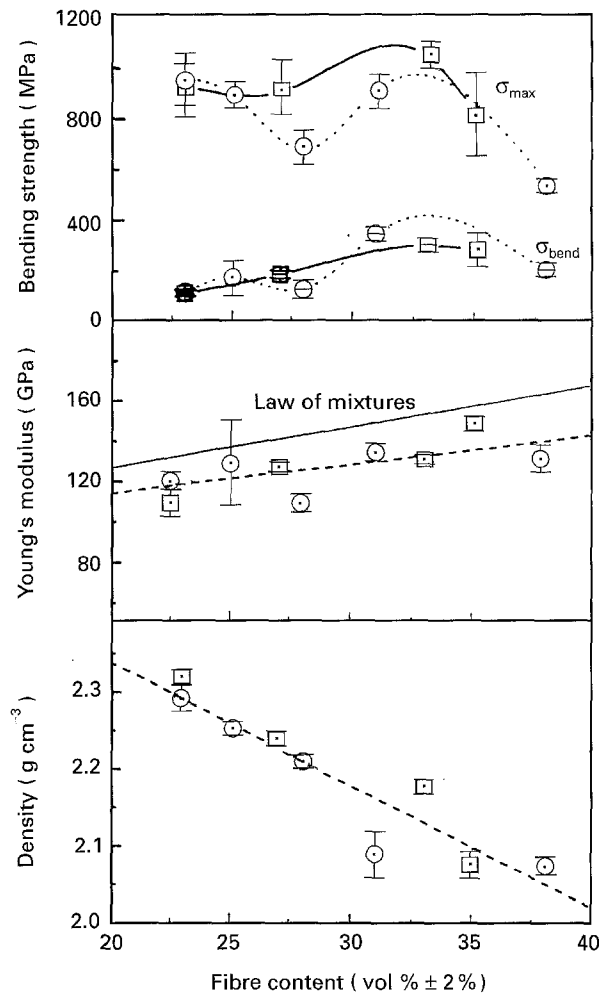 1200
800
400
0
Bending strength ( MPa)
σmax
σbend
160
120
80
Young's modulus ( GPa)
Law of mixtures
2.3
2.2
2.1
2.0
Density ( g cm⁻³)
20 25 30 35 40
Fibre content ( vol % ± 2 %)